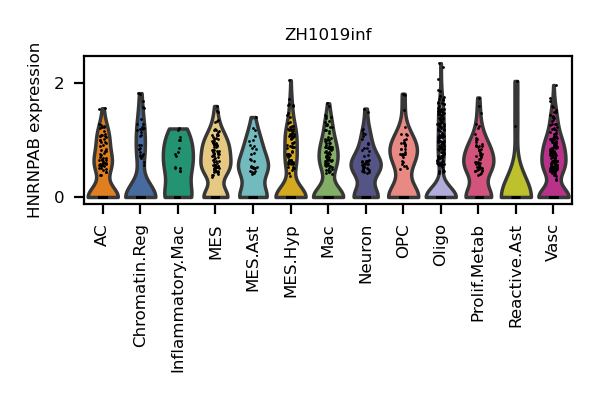 ZH1019inf
HNRNPAB expression
2
0
AC
Chromatin.Reg
Inflammatory.Mac
MES
MES.Ast
MES.Hyp
Mac
Neuron
OPC
Oligo
Prolif.Metab
Reactive.Ast
Vasc